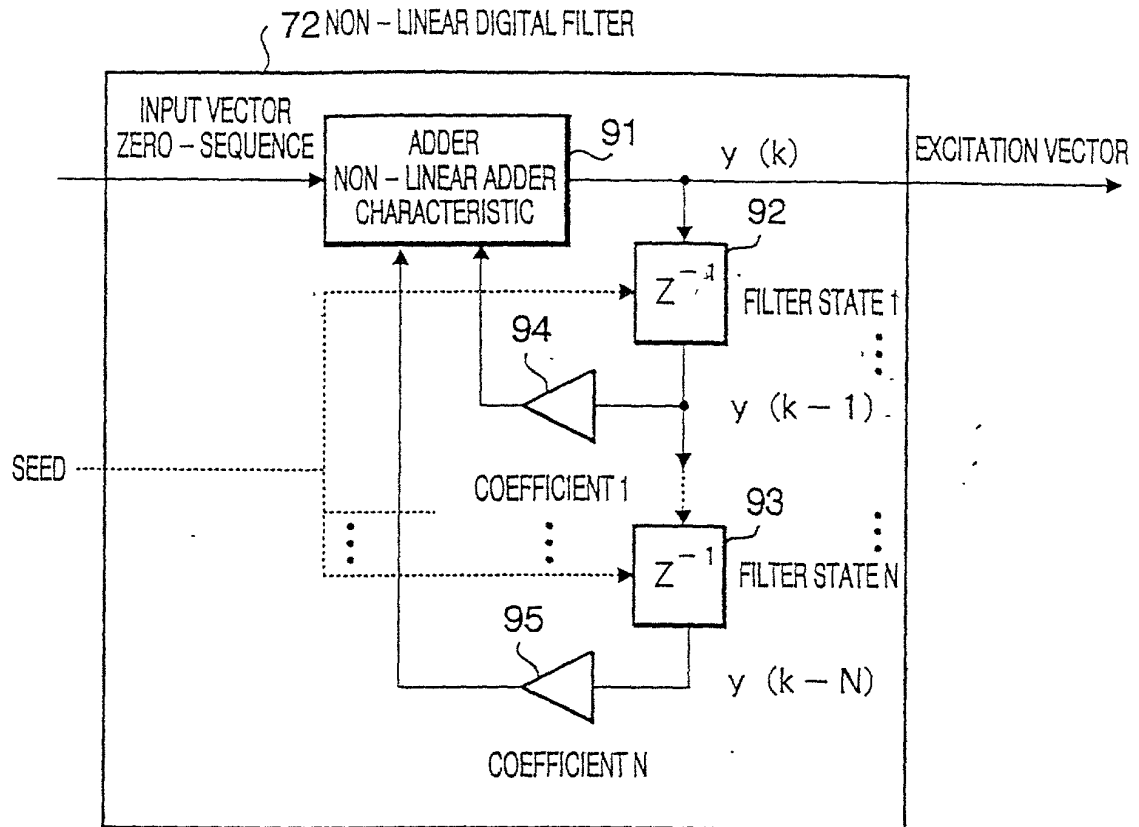 72 NON - LINEAR DIGITAL FILTER
INPUT VECTOR
ZERO - SEQUENCE
ADDER
NON - LINEAR ADDER
CHARACTERISTIC
91
y (k)
EXCITATION VECTOR
92
Z⁻¹
FILTER STATE 1
94
y (k - 1)
SEED
COEFFICIENT 1
93
Z⁻¹
FILTER STATE N
95
y (k - N)
COEFFICIENT N